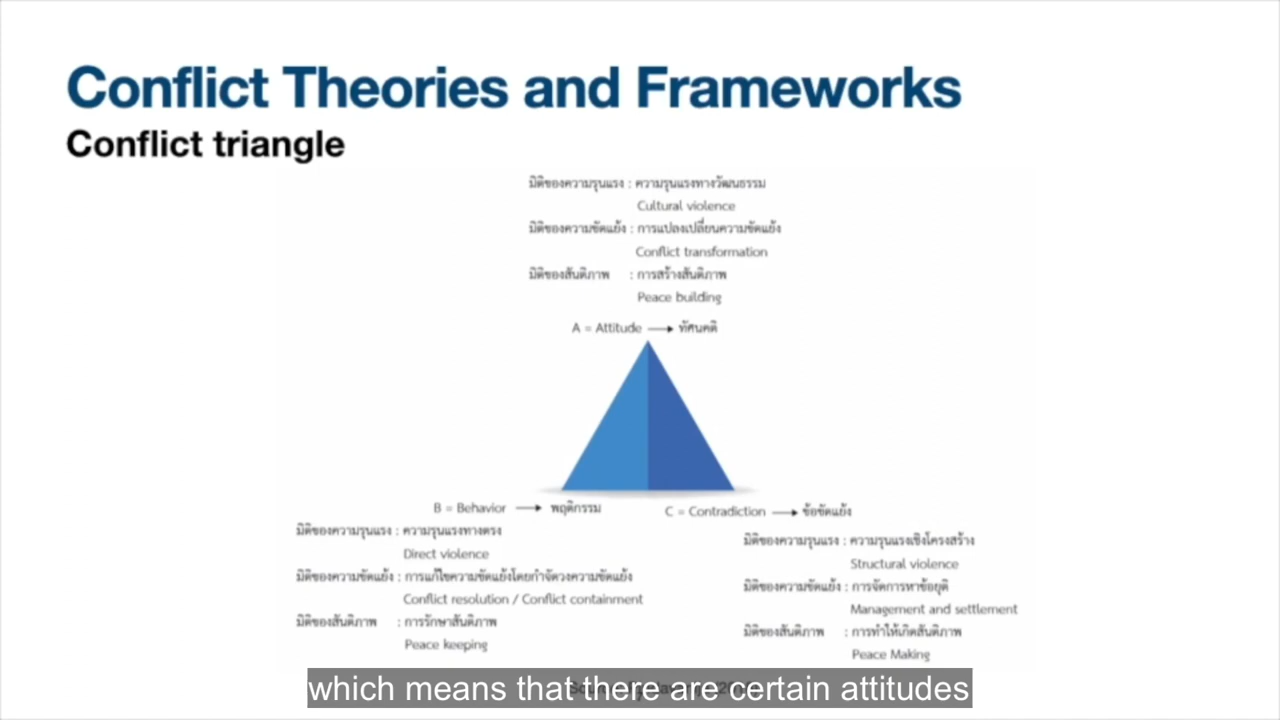 Conflict Theories and Frameworks
Conflict triangle
มิติของความรุนแรง : ความรุนแรงทางวัฒนธรรม
Cultural violence
มิติของความขัดแย้ง : การแปลงเปลี่ยนความขัดแย้ง
Conflict transformation
มิติของสันติภาพ : การสร้างสันติภาพ
Peace building
A = Attitude → ทัศนคติ
B = Behavior → พฤติกรรม
มิติของความรุนแรง : ความรุนแรงทางตรง
Direct violence
มิติของความขัดแย้ง : การแก้ไขความขัดแย้งโดยกำจัดวงความขัดแย้ง
Conflict resolution / Conflict containment
มิติของสันติภาพ : การรักษาสันติภาพ
Peace keeping
C = Contradiction → ข้อขัดแย้ง
มิติของความรุนแรง : ความรุนแรงเชิงโครงสร้าง
Structural violence
มิติของความขัดแย้ง : การจัดการหาข้อยุติ
Management and settlement
มิติของสันติภาพ : การทำให้เกิดสันติภาพ
Peace Making
which means that there are certain attitudes